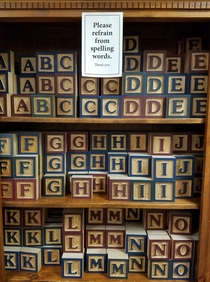 Please
refrain
from
spelling
words.
Thank you
D
A B C C D D E E
A B C C D D E E
A B C C C D D E E
F F G G G H H I I J J
F F G G H H I I
F F G G H H I I
K K L L M M N N O
K K L M M N N O
K K L M M N N O